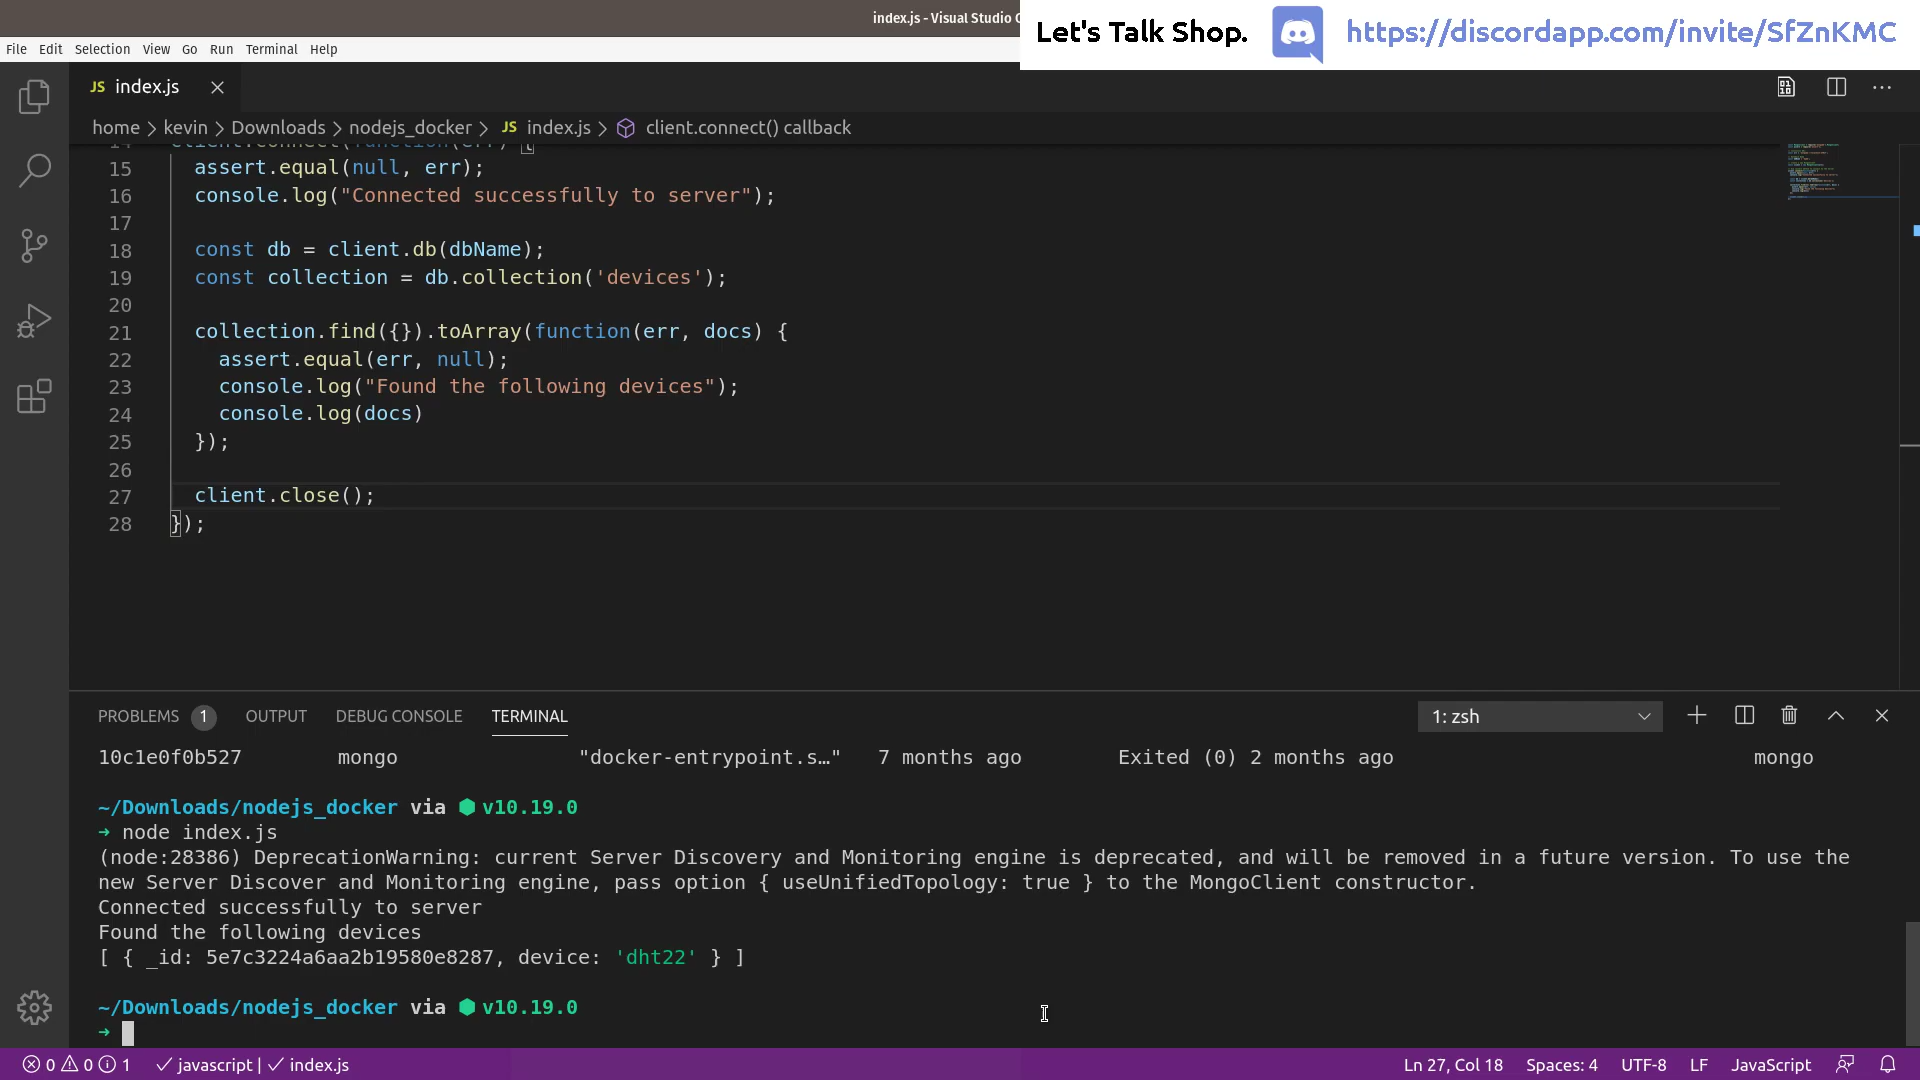 index.js - Visual Studio C
Let's Talk Shop. https://discordapp.com/invite/SfZnKMC
File Edit Selection View Go Run Terminal Help
JS index.js
home > kevin > Downloads > nodejs_docker > JS index.js > client.connect() callback
14 client.connect(function(err) {
15 assert.equal(null, err);
16 console.log("Connected successfully to server");
17
18 const db = client.db(dbName);
19 const collection = db.collection('devices');
20
21 collection.find({}).toArray(function(err, docs) {
22 assert.equal(err, null);
23 console.log("Found the following devices");
24 console.log(docs)
25 });
26
27 client.close();
28 });
PROBLEMS 1 OUTPUT DEBUG CONSOLE TERMINAL 1: zsh
10c1e0f0b527 mongo "docker-entrypoint.s…" 7 months ago Exited (0) 2 months ago mongo
~/Downloads/nodejs_docker via ⬢ v10.19.0
➜ node index.js
(node:28386) DeprecationWarning: current Server Discovery and Monitoring engine is deprecated, and will be removed in a future version. To use the
new Server Discover and Monitoring engine, pass option { useUnifiedTopology: true } to the MongoClient constructor.
Connected successfully to server
Found the following devices
[ { _id: 5e7c3224a6aa2b19580e8287, device: 'dht22' } ]
~/Downloads/nodejs_docker via ⬢ v10.19.0
➜
0 0 1 ✓ javascript | ✓ index.js Ln 27, Col 18 Spaces: 4 UTF-8 LF JavaScript